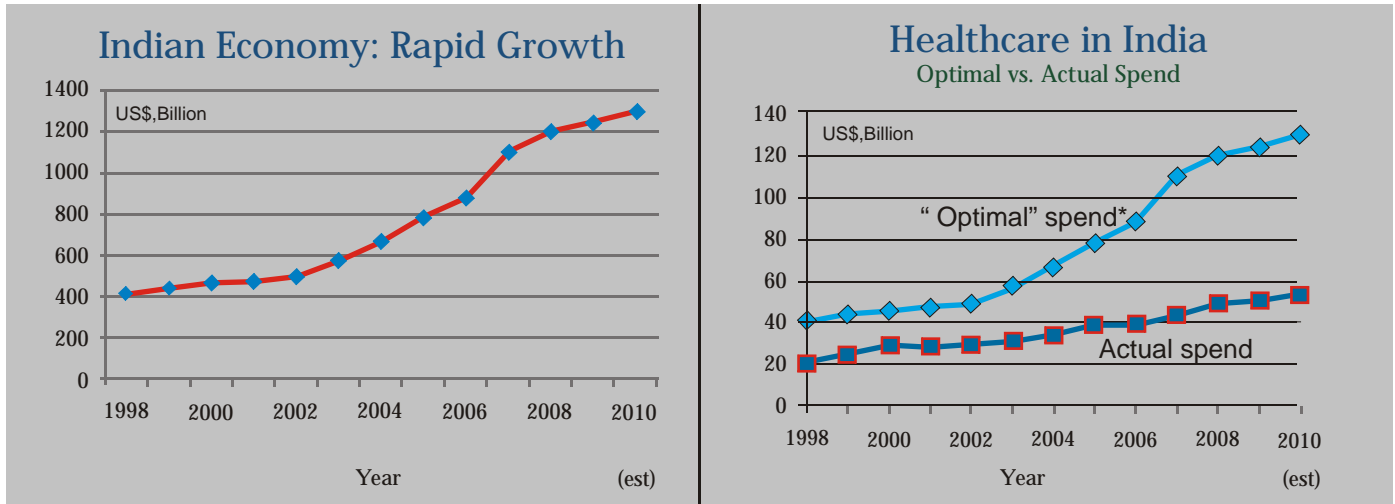 Indian Economy: Rapid Growth
US$,Billion
1400
1200
1000
800
600
400
200
0
1998 2000 2002 2004 2006 2008 2010
Year (est)
Healthcare in India
Optimal vs. Actual Spend
US$,Billion
140
120
100
80
60
40
20
0
“ Optimal” spend*
Actual spend
1998 2000 2002 2004 2006 2008 2010
Year (est)